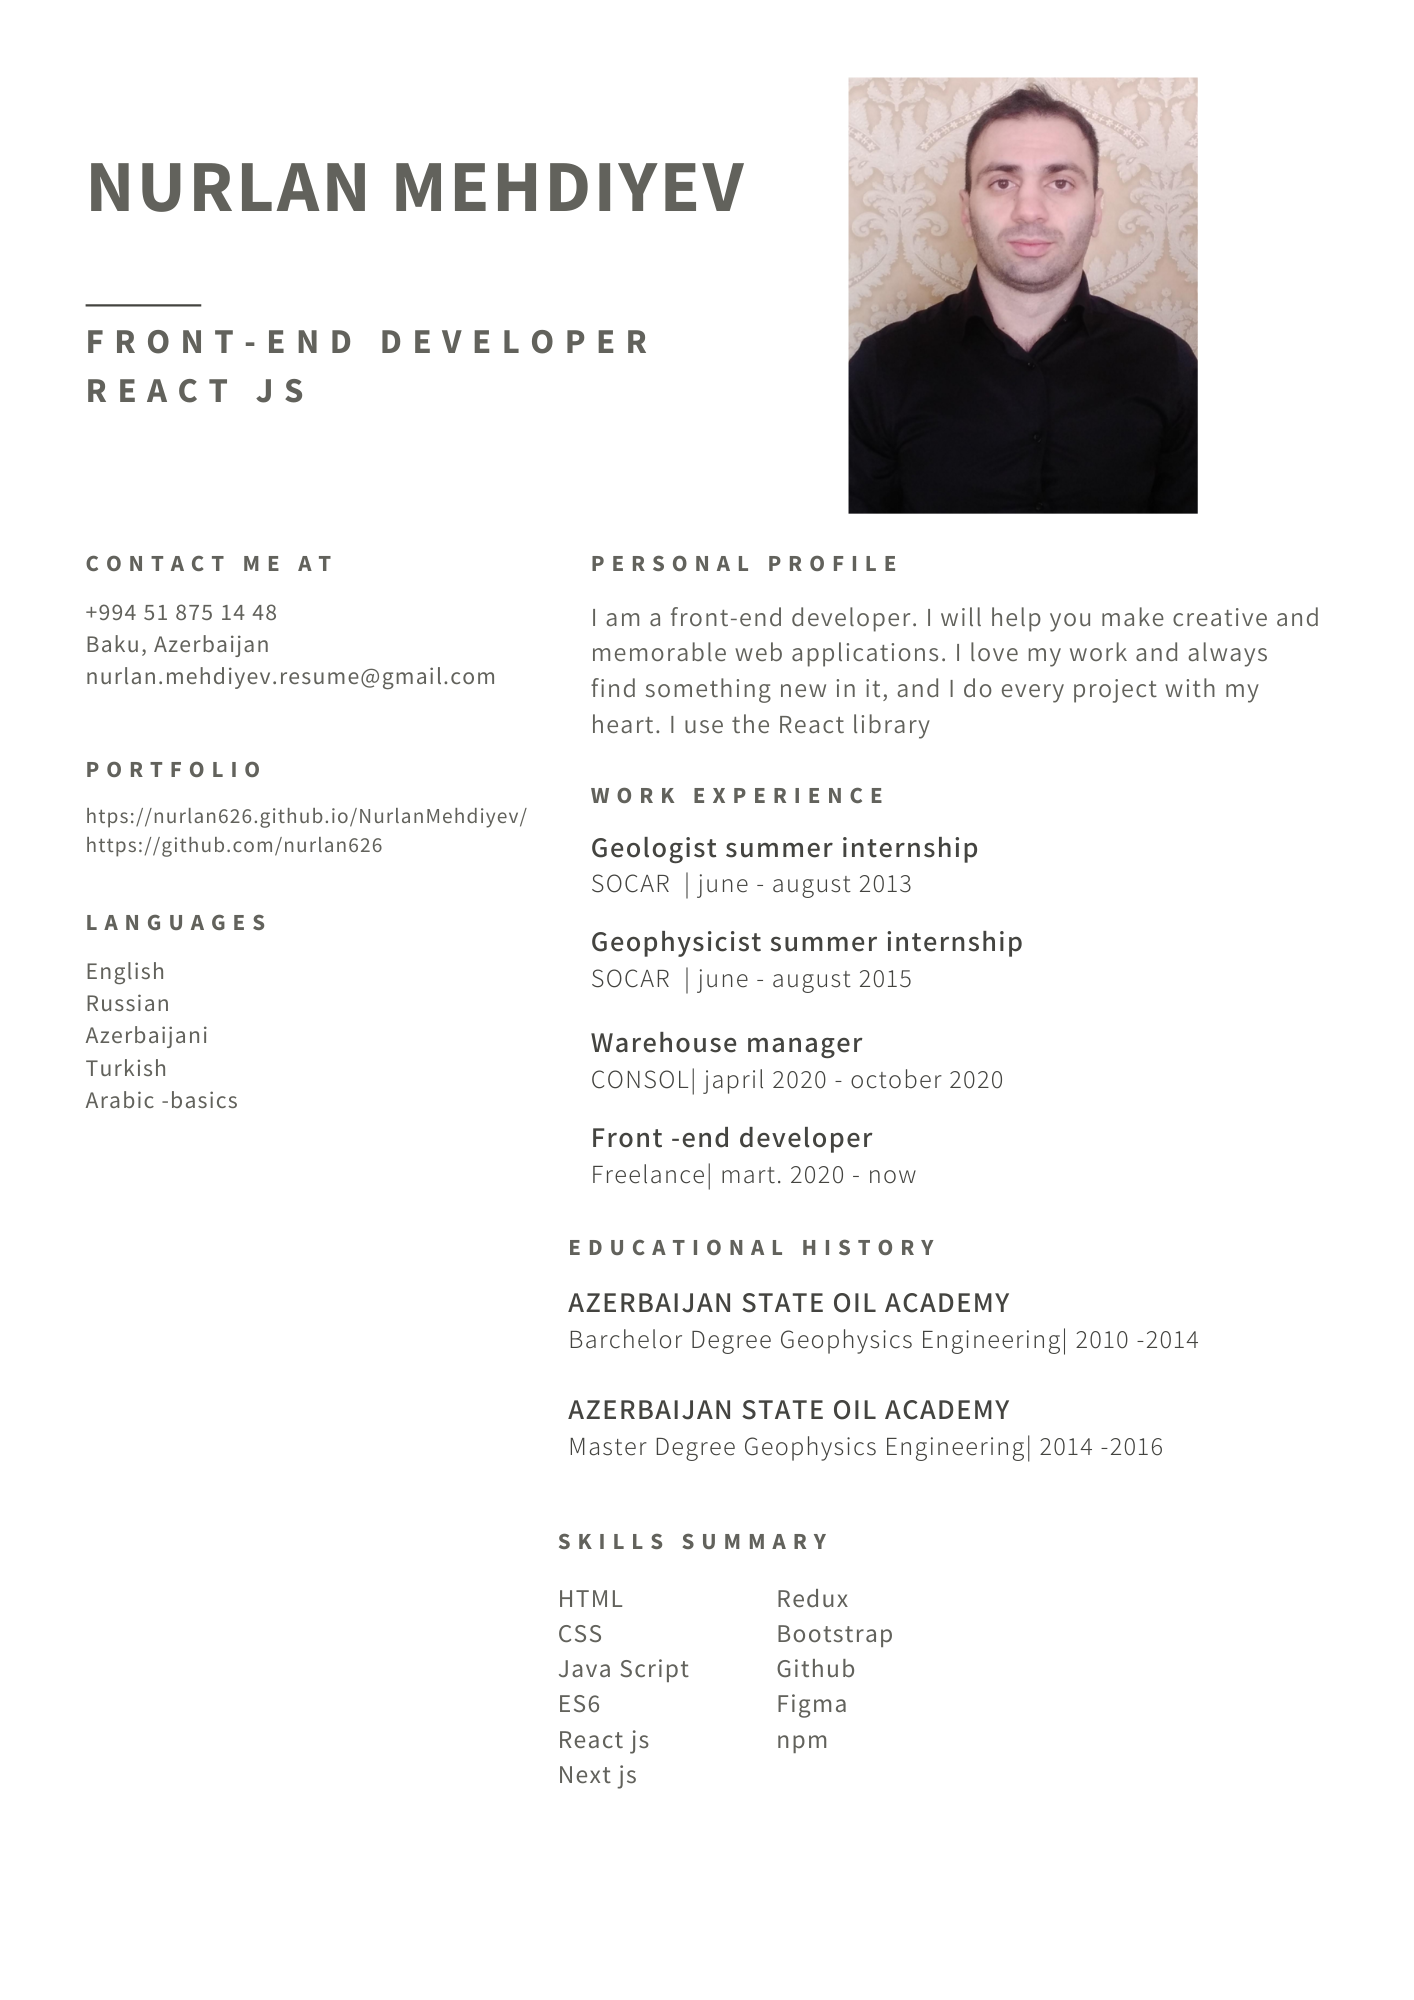 NURLAN MEHDIYEV
FRONT-END DEVELOPER
REACT JS
CONTACT ME AT
+994 51 875 14 48
Baku, Azerbaijan
nurlan.mehdiyev.resume@gmail.com
PORTFOLIO
htps://nurlan626.github.io/NurlanMehdiyev/
https://github.com/nurlan626
LANGUAGES
English
Russian
Azerbaijani
Turkish
Arabic -basics
PERSONAL PROFILE
I am a front-end developer. I will help you make creative and
memorable web applications. I love my work and always
find something new in it, and I do every project with my
heart. I use the React library
WORK EXPERIENCE
Geologist summer internship
SOCAR | june - august 2013
Geophysicist summer internship
SOCAR | june - august 2015
Warehouse manager
CONSOL| japril 2020 - october 2020
Front -end developer
Freelance| mart. 2020 - now
EDUCATIONAL HISTORY
AZERBAIJAN STATE OIL ACADEMY
Barchelor Degree Geophysics Engineering| 2010 -2014
AZERBAIJAN STATE OIL ACADEMY
Master Degree Geophysics Engineering| 2014 -2016
SKILLS SUMMARY
HTML
CSS
Java Script
ES6
React js
Next js
Redux
Bootstrap
Github
Figma
npm